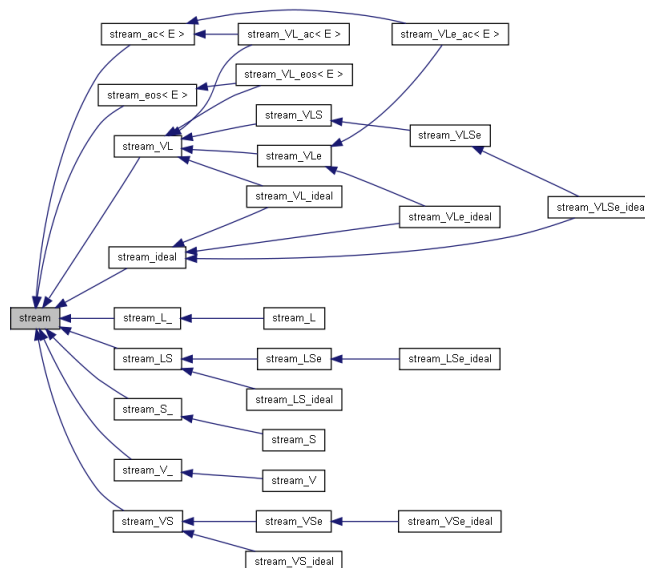 stream_ac< E >
stream_VL_ac< E >
stream_VLe_ac< E >
stream_eos< E >
stream_VL_eos< E >
stream_VL
stream_VLS
stream_VLSe
stream_VLe
stream_VL_ideal
stream_VLe_ideal
stream_VLSe_ideal
stream_ideal
stream
stream_L_
stream_L
stream_LS
stream_LSe
stream_LSe_ideal
stream_LS_ideal
stream_S_
stream_S
stream_V_
stream_V
stream_VS
stream_VSe
stream_VSe_ideal
stream_VS_ideal